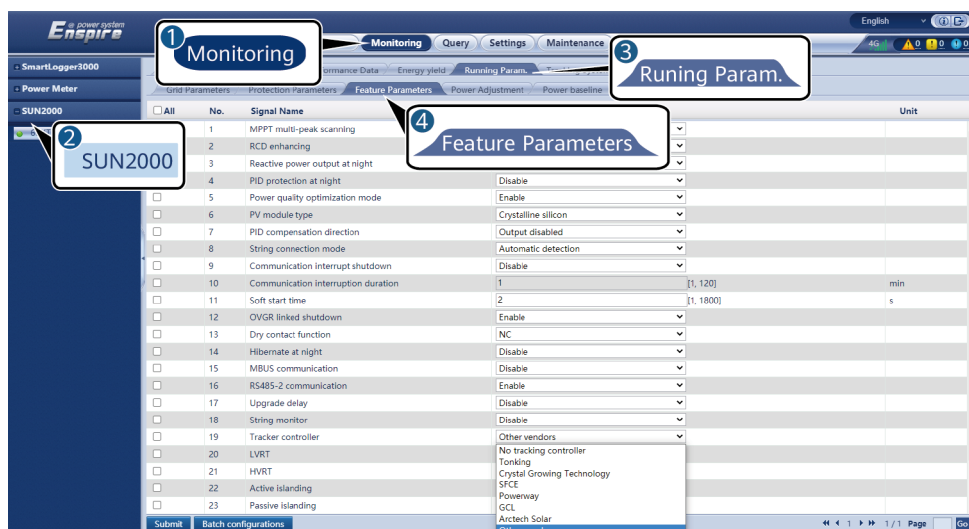 Enspire
e power system
English
1
Monitoring
Monitoring
Query
Settings
Maintenance
4G
0
0
0
3
Runing Param.
SmartLogger3000
Power Meter
SUN2000
2
SUN2000
Performance Data
Energy yield
Running Param.
Grid Parameters
Protection Parameters
Feature Parameters
Power Adjustment
Power baseline
4
Feature Parameters
All No. Signal Name Unit
1 MPPT multi-peak scanning
2 RCD enhancing
3 Reactive power output at night
4 PID protection at night Disable
5 Power quality optimization mode Enable
6 PV module type Crystalline silicon
7 PID compensation direction Output disabled
8 String connection mode Automatic detection
9 Communication interrupt shutdown Disable
10 Communication interruption duration 1 [1, 120] min
11 Soft start time 2 [1, 1800] s
12 OVGR linked shutdown Enable
13 Dry contact function NC
14 Hibernate at night Disable
15 MBUS communication Disable
16 RS485-2 communication Enable
17 Upgrade delay Disable
18 String monitor Disable
19 Tracker controller Other vendors
No tracking controller
20 LVRT
Tonking
Crystal Growing Technology
21 HVRT
SFCE
22 Active islanding
Powerway
GCL
23 Passive islanding
Arctech Solar
Submit
Batch configurations
1
1/1 Page
Go